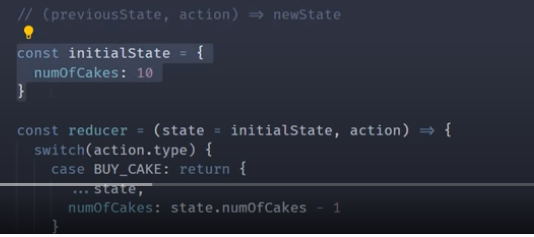 // (previousState, action) => newState
const initialState = {
numOfCakes: 10
}
const reducer = (state = initialState, action) => {
switch(action.type) {
case BUY_CAKE: return {
...state,
numOfCakes: state.numOfCakes - 1
}